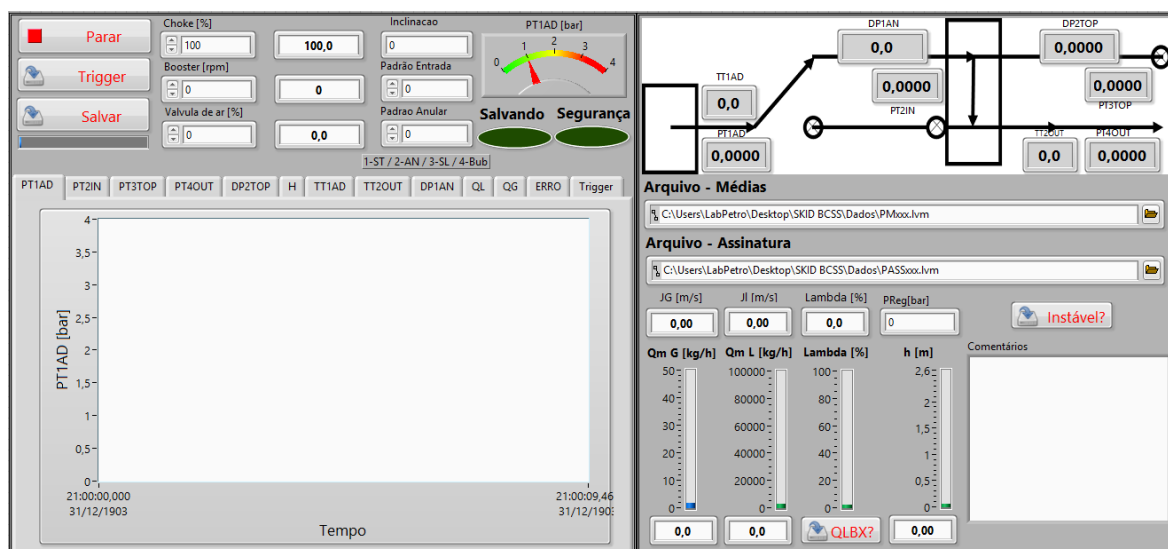 Parar
Trigger
Salvar
Choke [%]
100
100,0
Booster [rpm]
0
0
Valvula de ar [%]
0
0,0
Inclinacao
0
Padrão Entrada
0
Padrao Anular
0
PT1AD [bar]
0 1 2 3 4
Salvando Segurança
1-ST / 2-AN / 3-SL / 4-Bub
PT1AD PT2IN PT3TOP PT4OUT DP2TOP H TT1AD TT2OUT DP1AN QL QG ERRO Trigger
PT1AD [bar]
4
3,5
3
2,5
2
1,5
1
0,5
0
21:00:00,000
31/12/1903
21:00:09,46
31/12/1903
Tempo
DP1AN
0,0
DP2TOP
0,0000
TT1AD
0,0
0,0000
PT2IN
0,0000
PT3TOP
PT1AD
0,0000
TT2OUT
0,0
PT4OUT
0,0000
Arquivo - Médias
C:\Users\LabPetro\Desktop\SKID BCSS\Dados\PMxxx.lvm
Arquivo - Assinatura
C:\Users\LabPetro\Desktop\SKID BCSS\Dados\PASSxxx.lvm
JG [m/s]
0,00
Jl [m/s]
0,00
Lambda [%]
0,0
PReg[bar]
0
Instável?
Qm G [kg/h]
50
40
30
20
10
0
0,0
Qm L [kg/h]
100000
80000
60000
40000
20000
0
0,0
Lambda [%]
100
80
60
40
20
0
QLBX?
h [m]
2,6
2
1,5
1
0,5
0
0,00
Comentários